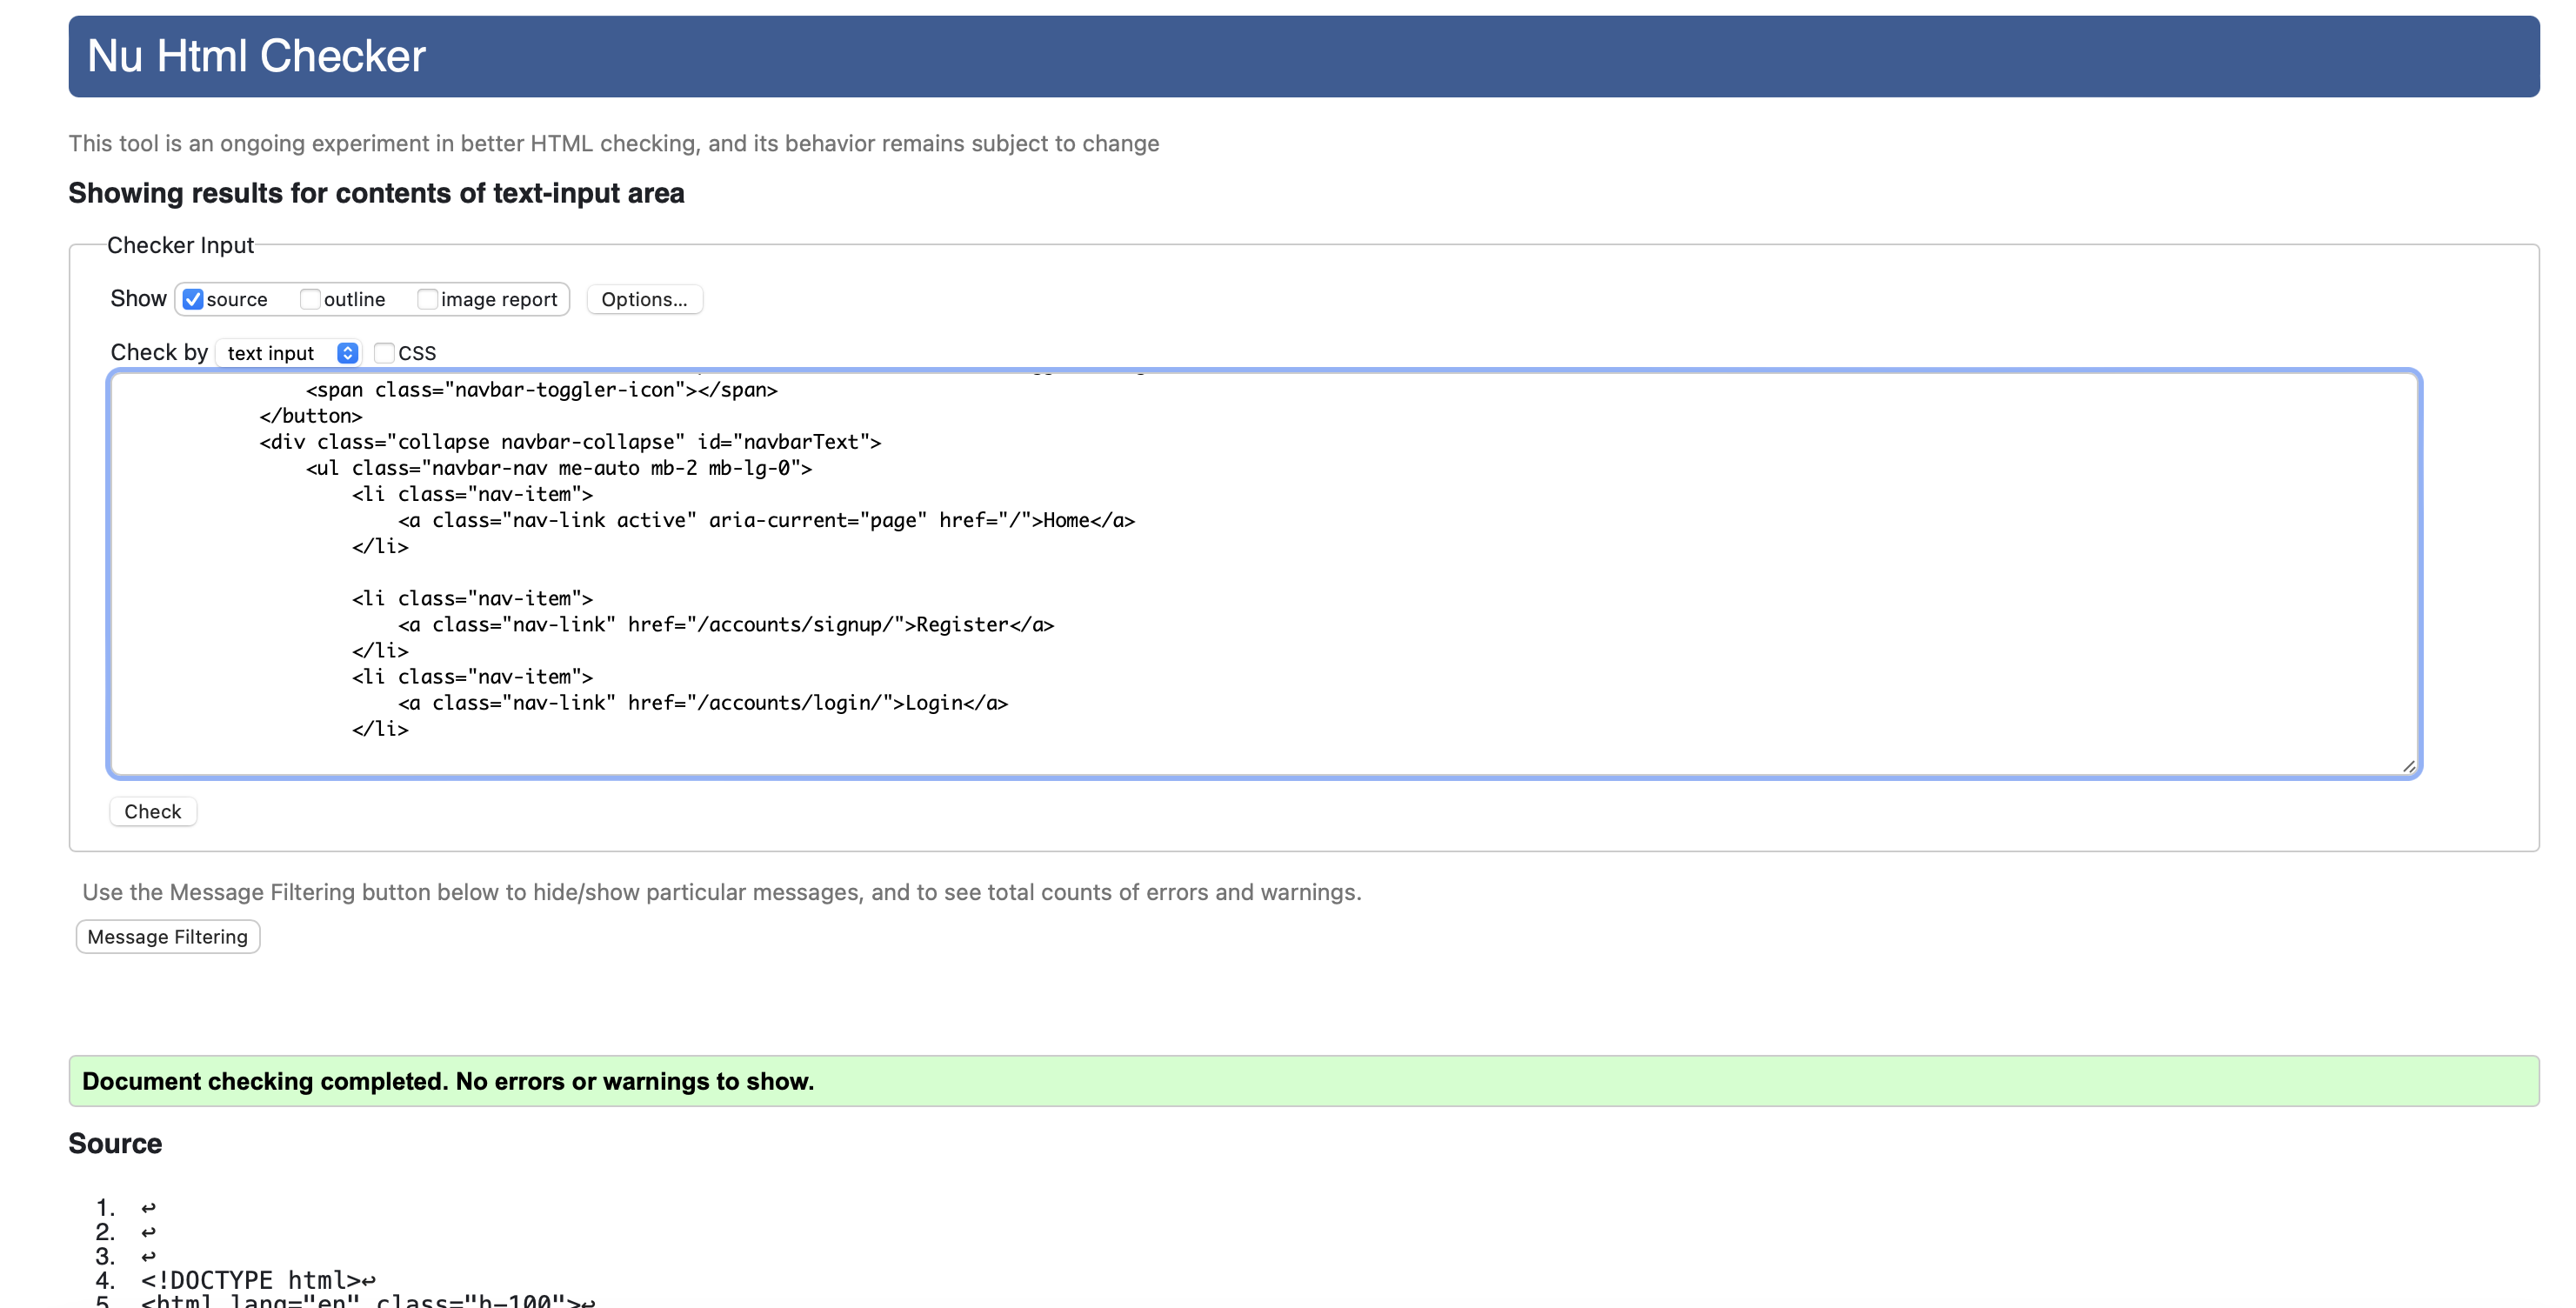 Nu Html Checker
This tool is an ongoing experiment in better HTML checking, and its behavior remains subject to change
Showing results for contents of text-input area
Checker Input
Show source outline image report Options...
Check by text input CSS
<span class="navbar-toggler-icon"></span>
</button>
<div class="collapse navbar-collapse" id="navbarText">
<ul class="navbar-nav me-auto mb-2 mb-lg-0">
<li class="nav-item">
<a class="nav-link active" aria-current="page" href="/">Home</a>
</li>
<li class="nav-item">
<a class="nav-link" href="/accounts/signup/">Register</a>
</li>
<li class="nav-item">
<a class="nav-link" href="/accounts/login/">Login</a>
</li>
Check
Use the Message Filtering button below to hide/show particular messages, and to see total counts of errors and warnings.
Message Filtering
Document checking completed. No errors or warnings to show.
Source
1. ↩
2. ↩
3. ↩
4. <!DOCTYPE html>↩
5. <html lang="en" class="h-100">↩